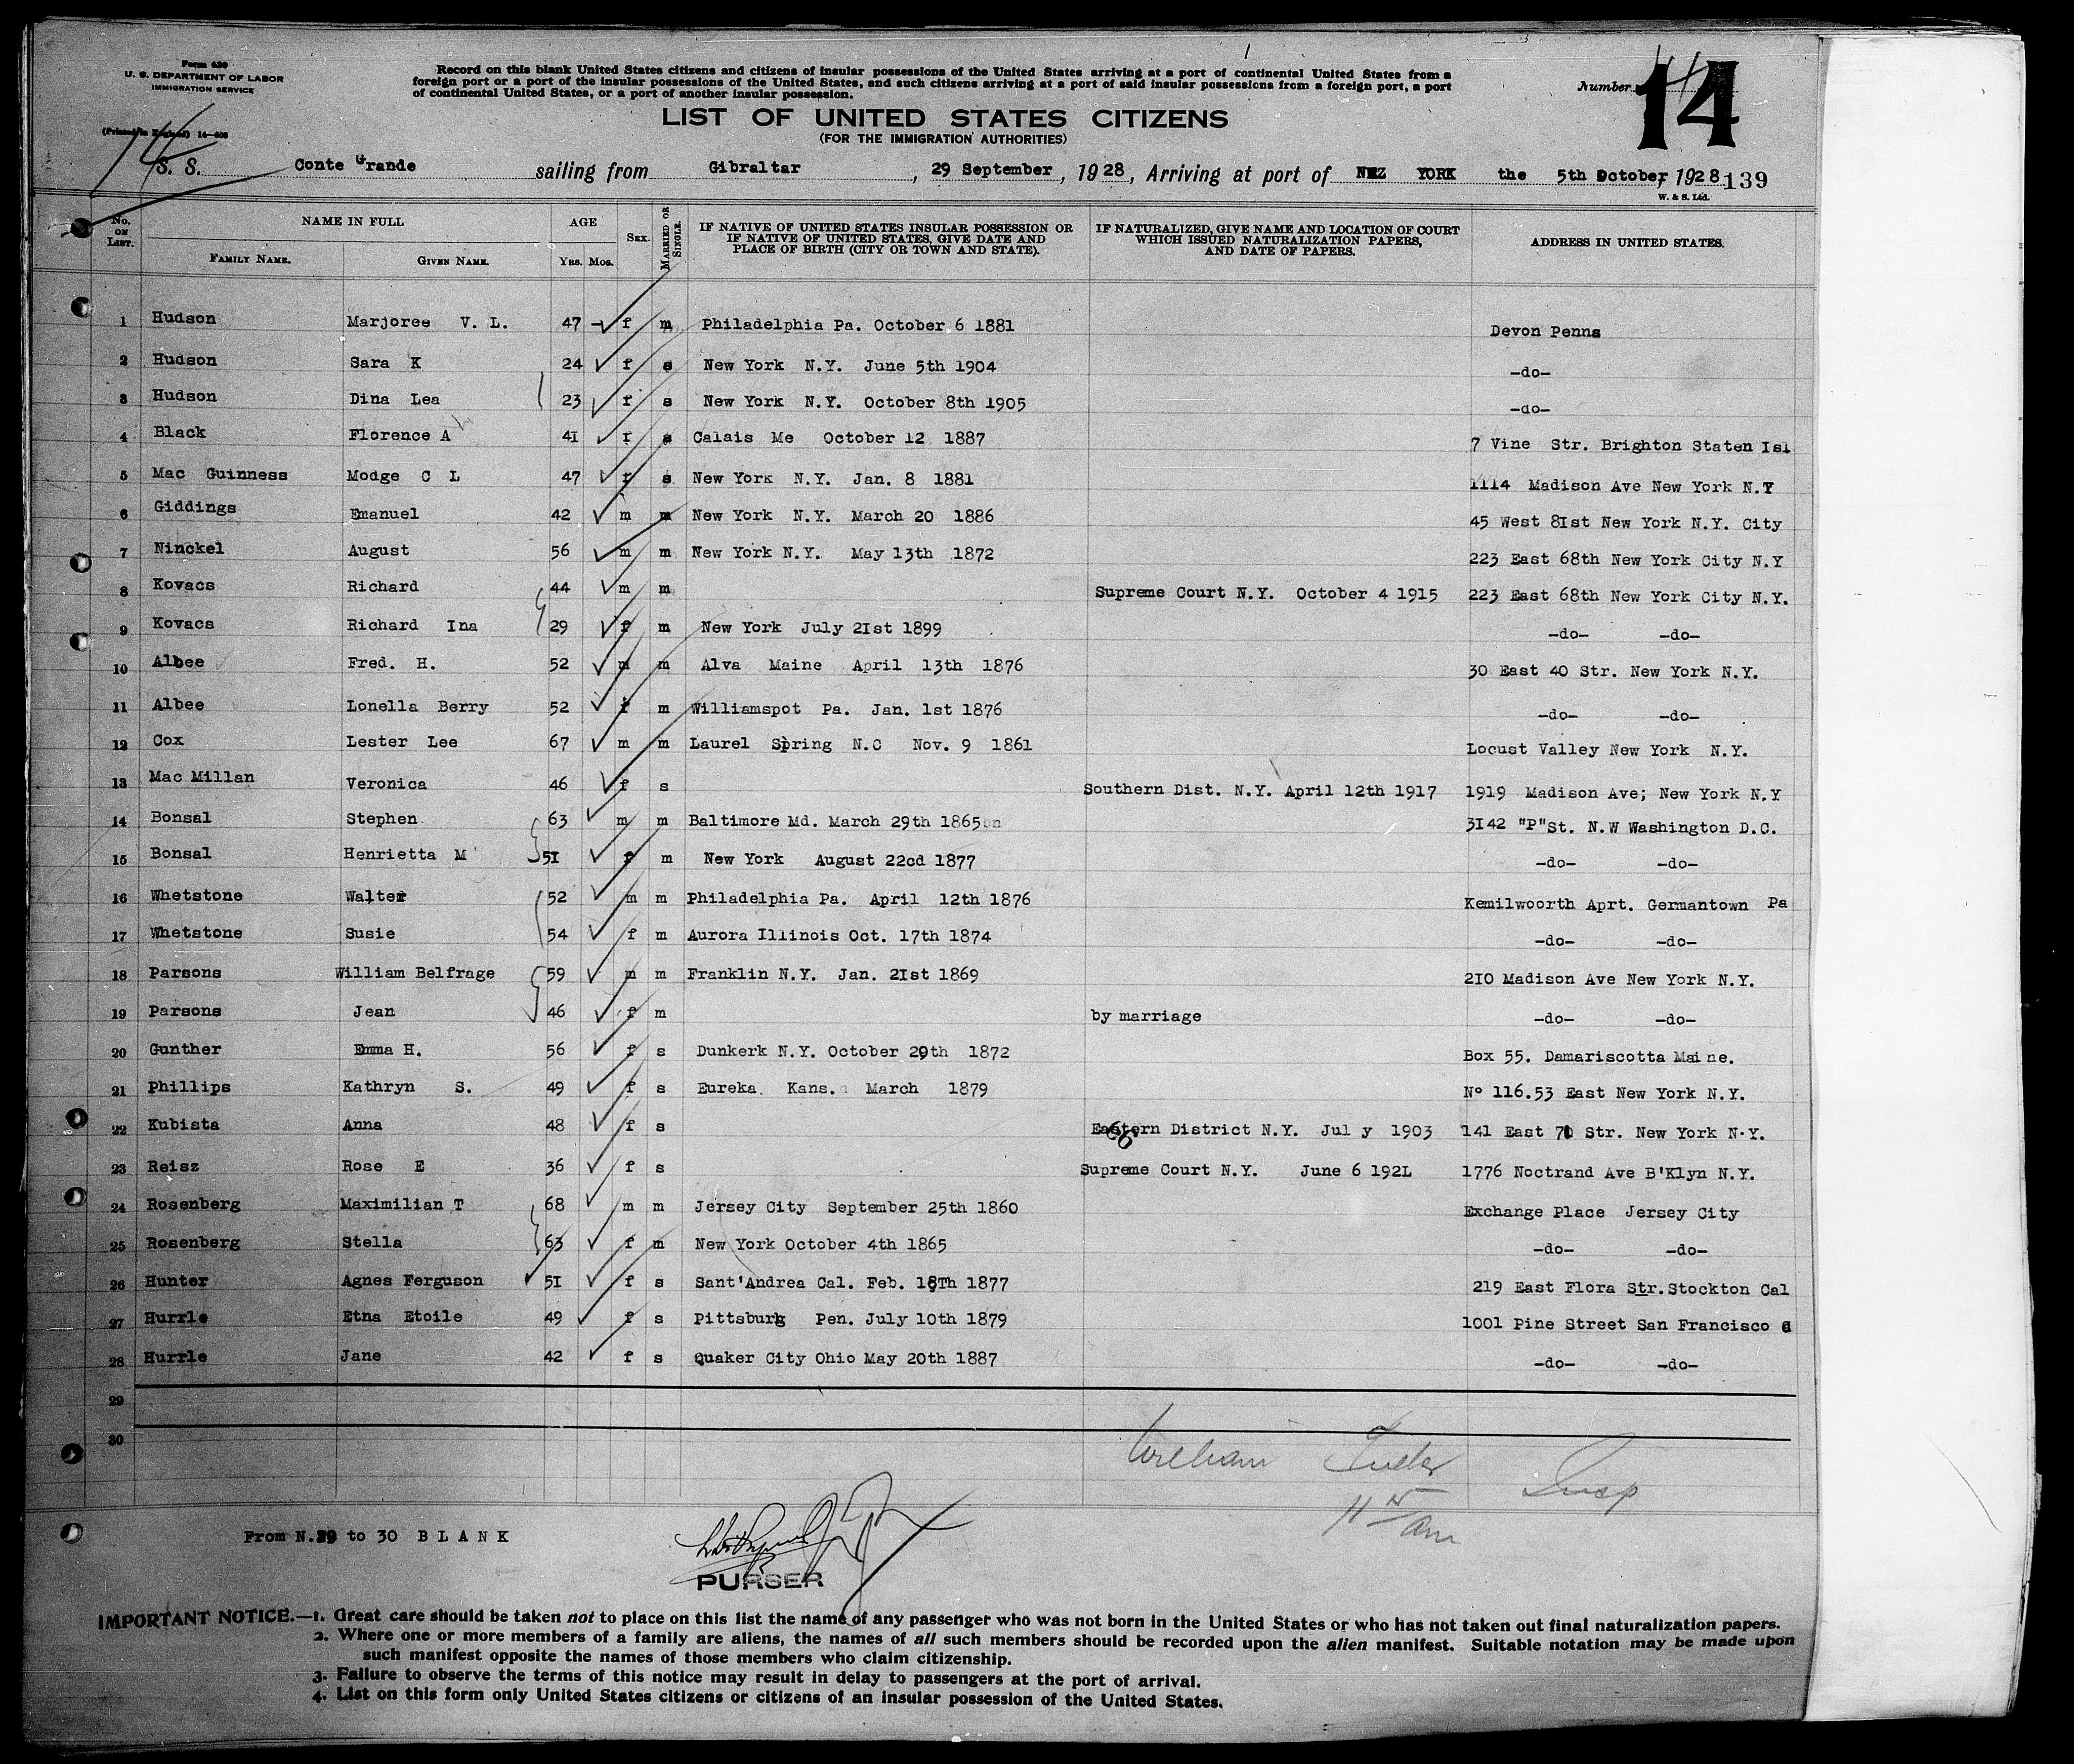 Form 630
U. S. DEPARTMENT OF LABOR
IMMIGRATION SERVICE
(Printed in England) 14—608
Record on this blank United States citizens and citizens of insular possessions of the United States arriving at a port of continental United States from a
foreign port or a port of the insular possessions of the United States, and such citizens arriving at a port of said insular possessions from a foreign port, a port
of continental United States, or a port of another insular possession.
LIST OF UNITED STATES CITIZENS
(FOR THE IMMIGRATION AUTHORITIES)
Number 14
14
S. S. Conte Grande sailing from Gibraltar, 29 September, 1928, Arriving at port of YORK the 5th October, 1928 139
W. & S. Ltd.
No. ON LIST. NAME IN FULL AGE SEX. MARRIED OR SINGLE. IF NATIVE OF UNITED STATES INSULAR POSSESSION OR IF NATIVE OF UNITED STATES, GIVE DATE AND PLACE OF BIRTH (CITY OR TOWN AND STATE). IF NATURALIZED, GIVE NAME AND LOCATION OF COURT WHICH ISSUED NATURALIZATION PAPERS, AND DATE OF PAPERS. ADDRESS IN UNITED STATES.
FAMILY NAME. GIVEN NAME. YRS. MOS.
1 Hudson Marjoree V. L. 47 f m Philadelphia Pa. October 6 1881 Devon Penns
2 Hudson Sara K 24 f s New York N.Y. June 5th 1904 -do-
3 Hudson Dina Lea 23 f s New York N.Y. October 8th 1905 -do-
4 Black Florence A 41 f s Calais Me October 12 1887 7 Vine Str. Brighton Staten Isl
5 Mac Guinness Modge C L 47 f s New York N.Y. Jan. 8 1881 1114 Madison Ave New York N.Y
6 Giddings Emanuel 42 m m New York N.Y. March 20 1886 45 West 81st New York N.Y. City
7 Ninckel August 56 m m New York N.Y. May 13th 1872 223 East 68th New York City N.Y
8 Kovacs Richard 44 m m Supreme Court N.Y. October 4 1915 223 East 68th New York City N.Y.
9 Kovacs Richard Ina 29 f m New York July 21st 1899 -do- -do-
10 Albee Fred. H. 52 m m Alva Maine April 13th 1876 30 East 40 Str. New York N.Y.
11 Albee Lonella Berry 52 f m Williamspot Pa. Jan. 1st 1876 -do- -do-
12 Cox Lester Lee 67 m m Laurel Spring N.C Nov. 9 1861 Locust Valley New York N.Y.
13 Mac Millan Veronica 46 f s Southern Dist. N.Y. April 12th 1917 1919 Madison Ave; New York N.Y
14 Bonsal Stephen 63 m m Baltimore Md. March 29th 1865 3142 "P"St. N.W Washington D.C.
15 Bonsal Henrietta M 51 f m New York August 22cd 1877 -do- -do-
16 Whetstone Walter 52 m m Philadelphia Pa. April 12th 1876 Kemilwoorth Aprt. Germantown Pa
17 Whetstone Susie 54 f m Aurora Illinois Oct. 17th 1874 -do- -do-
18 Parsons William Belfrage 59 m m Franklin N.Y. Jan. 21st 1869 210 Madison Ave New York N.Y.
19 Parsons Jean 46 f m by marriage -do- -do-
20 Gunther Emma H. 56 f s Dunkerk N.Y. October 29th 1872 Box 55. Damariscotta Maine.
21 Phillips Kathryn S. 49 f s Eureka. Kans. March 1879 Nº 116.53 East New York N.Y.
22 Kubista Anna 48 f s Eastern District N.Y. July 1903 141 East 70 Str. New York N.Y.
23 Reisz Rose E 36 f s Supreme Court N.Y. June 6 192L 1776 Noctrand Ave B'Klyn N.Y.
24 Rosenberg Maximilian T 68 m m Jersey City September 25th 1860 Exchange Place Jersey City
25 Rosenberg Stella 63 f m New York October 4th 1865 -do- -do-
26 Hunter Agnes Ferguson 51 f s Sant'Andrea Cal. Feb. 18Th 1877 219 East Flora Str. Stockton Cal
27 Hurrle Etna Etoile 49 f s Pittsburg Pen. July 10th 1879 1001 Pine Street San Francisco C
28 Hurrle Jane 42 f s Quaker City Ohio May 20th 1887 -do- -do-
29
30
William Tuder Insp
11 15 am
From N.29 to 30 B L A N K
PURSER
IMPORTANT NOTICE.—1. Great care should be taken not to place on this list the name of any passenger who was not born in the United States or who has not taken out final naturalization papers.
2. Where one or more members of a family are aliens, the names of all such members should be recorded upon the alien manifest. Suitable notation may be made upon
such manifest opposite the names of those members who claim citizenship.
3. Failure to observe the terms of this notice may result in delay to passengers at the port of arrival.
4. List on this form only United States citizens or citizens of an insular possession of the United States.